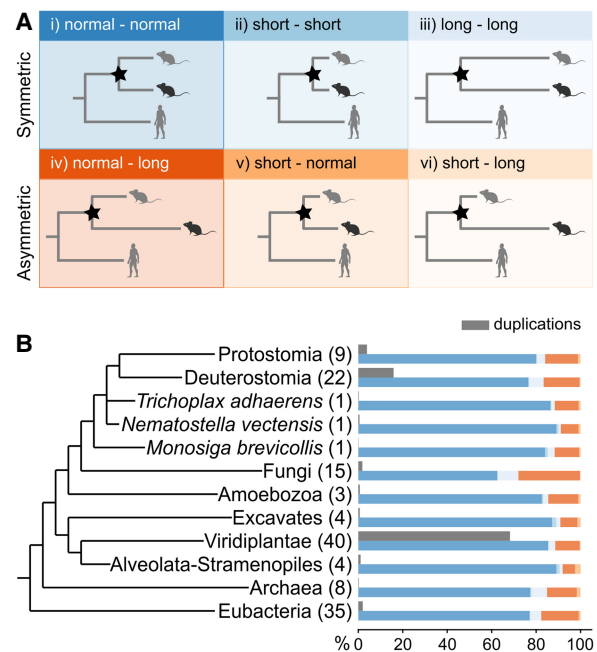 A
i) normal - normal
ii) short - short
iii) long - long
Symmetric
iv) normal - long
v) short - normal
vi) short - long
Asymmetric
B
duplications
Protostomia (9)
Deuterostomia (22)
Trichoplax adhaerens (1)
Nematostella vectensis (1)
Monosiga brevicollis (1)
Fungi (15)
Amoebozoa (3)
Excavates (4)
Viridiplantae (40)
Alveolata-Stramenopiles (4)
Archaea (8)
Eubacteria (35)
% 0 20 40 60 80 100